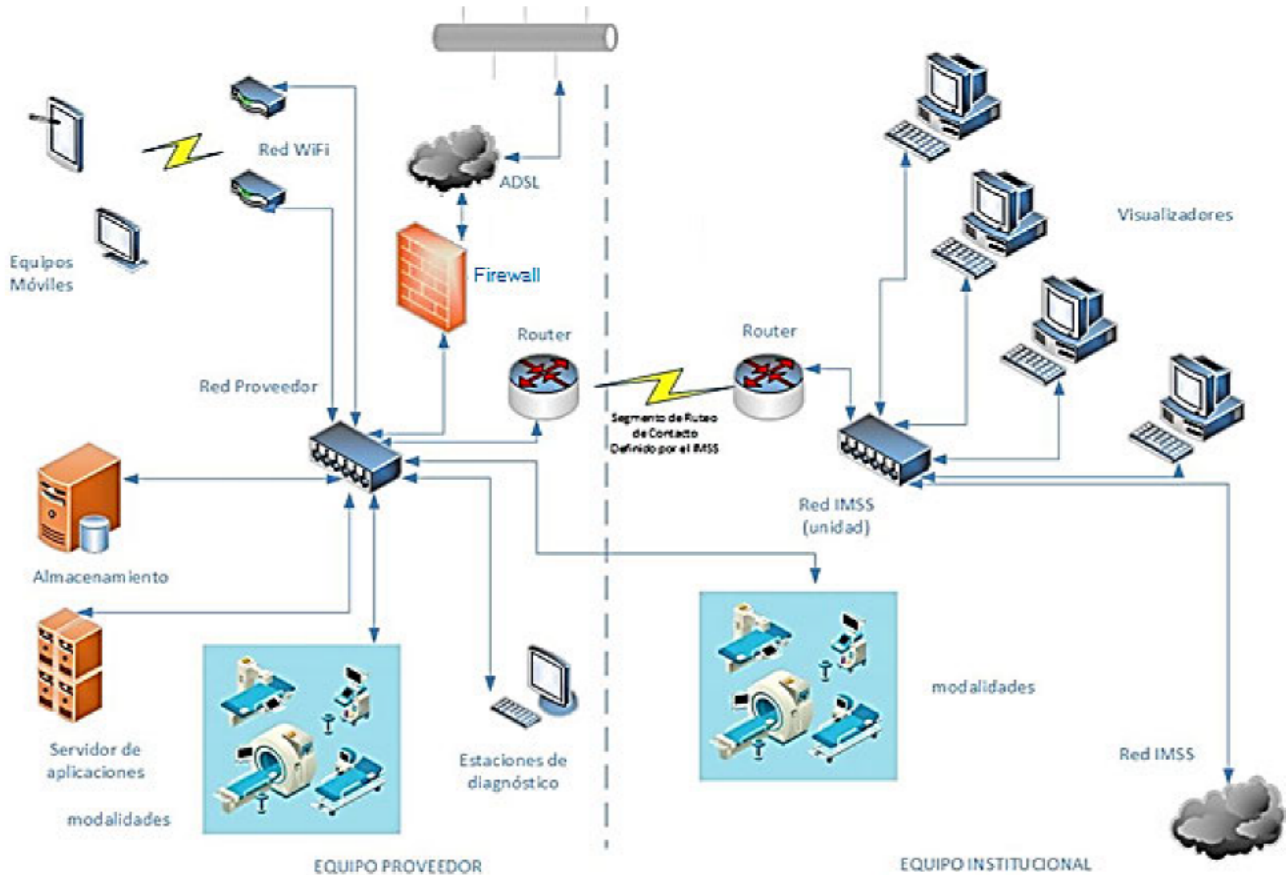 Red WiFi
ADSL
Equipos
Móviles
Firewall
Visualizadores
Router
Router
Red Proveedor
Segmento de Ruteo
de Contacto
Definido por el IMSS
Red IMSS
(unidad)
Almacenamiento
modalidades
Servidor de
aplicaciones
Estaciones de
diagnóstico
modalidades
Red IMSS
EQUIPO PROVEEDOR
EQUIPO INSTITUCIONAL